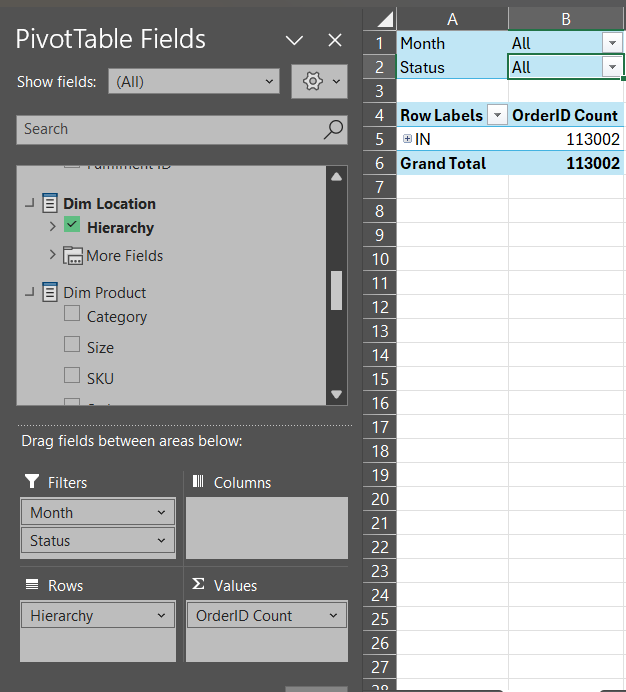 PivotTable Fields
Show fields: (All)
Search
Fulfilment ID
Dim Location
Hierarchy
More Fields
Dim Product
Category
Size
SKU
Drag fields between areas below:
Filters
Columns
Month
Status
Rows
Values
Hierarchy
OrderID Count
A B
1 Month All
2 Status All
3
4 Row Labels OrderID Count
5 IN 113002
6 Grand Total 113002
7
8
9
10
11
12
13
14
15
16
17
18
19
20
21
22
23
24
25
26
27
28